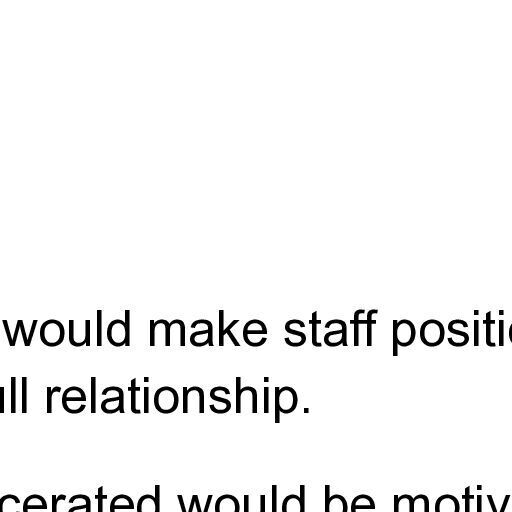 would make staff positi
ll relationship.
cerated would be motiv